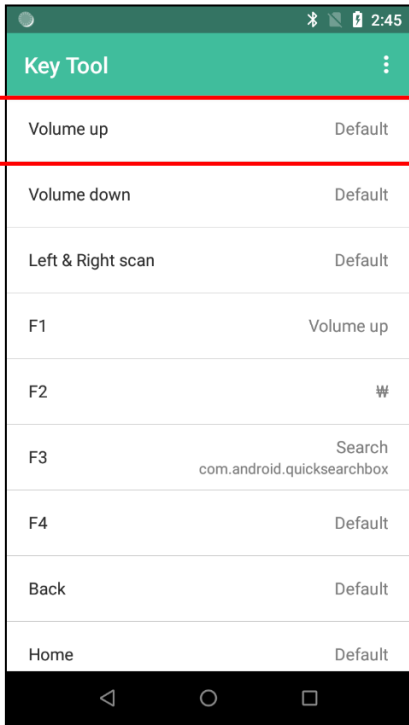 2:45
Key Tool
Volume up Default
Volume down Default
Left & Right scan Default
F1 Volume up
F2 ₩
F3 Search
com.android.quicksearchbox
F4 Default
Back Default
Home Default